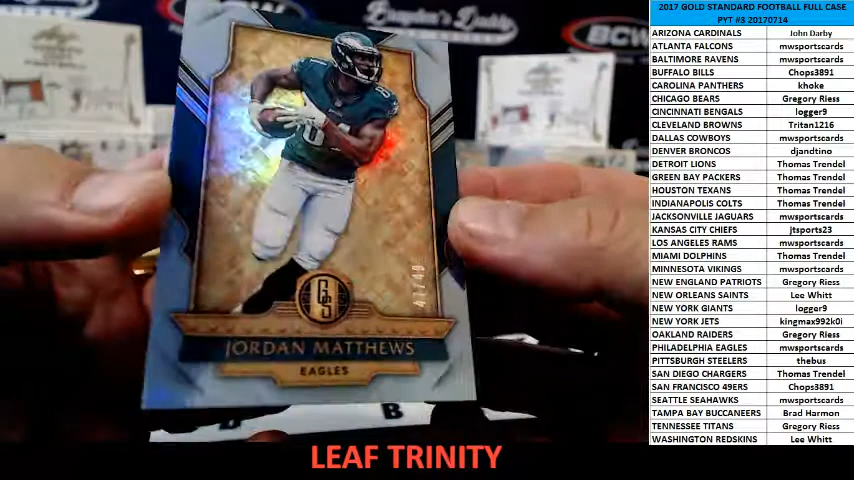 Brandon's Daddy
BCW
81
GS
47/49
JORDAN MATTHEWS
EAGLES
LEAF TRINITY
2017 GOLD STANDARD FOOTBALL FULL CASE
PYT #3 20170714
ARIZONA CARDINALS John Darby
ATLANTA FALCONS mwsportscards
BALTIMORE RAVENS mwsportscards
BUFFALO BILLS Chops3891
CAROLINA PANTHERS khoke
CHICAGO BEARS Gregory Riess
CINCINNATI BENGALS logger9
CLEVELAND BROWNS Tritan1216
DALLAS COWBOYS mwsportscards
DENVER BRONCOS djandtino
DETROIT LIONS Thomas Trendel
GREEN BAY PACKERS Thomas Trendel
HOUSTON TEXANS Thomas Trendel
INDIANAPOLIS COLTS Thomas Trendel
JACKSONVILLE JAGUARS mwsportscards
KANSAS CITY CHIEFS jtsports23
LOS ANGELES RAMS mwsportscards
MIAMI DOLPHINS Thomas Trendel
MINNESOTA VIKINGS mwsportscards
NEW ENGLAND PATRIOTS Gregory Riess
NEW ORLEANS SAINTS Lee Whitt
NEW YORK GIANTS logger9
NEW YORK JETS kingmax992k0i
OAKLAND RAIDERS Gregory Riess
PHILADELPHIA EAGLES mwsportscards
PITTSBURGH STEELERS thebus
SAN DIEGO CHARGERS Thomas Trendel
SAN FRANCISCO 49ERS Chops3891
SEATTLE SEAHAWKS mwsportscards
TAMPA BAY BUCCANEERS Brad Harmon
TENNESSEE TITANS Gregory Riess
WASHINGTON REDSKINS Lee Whitt